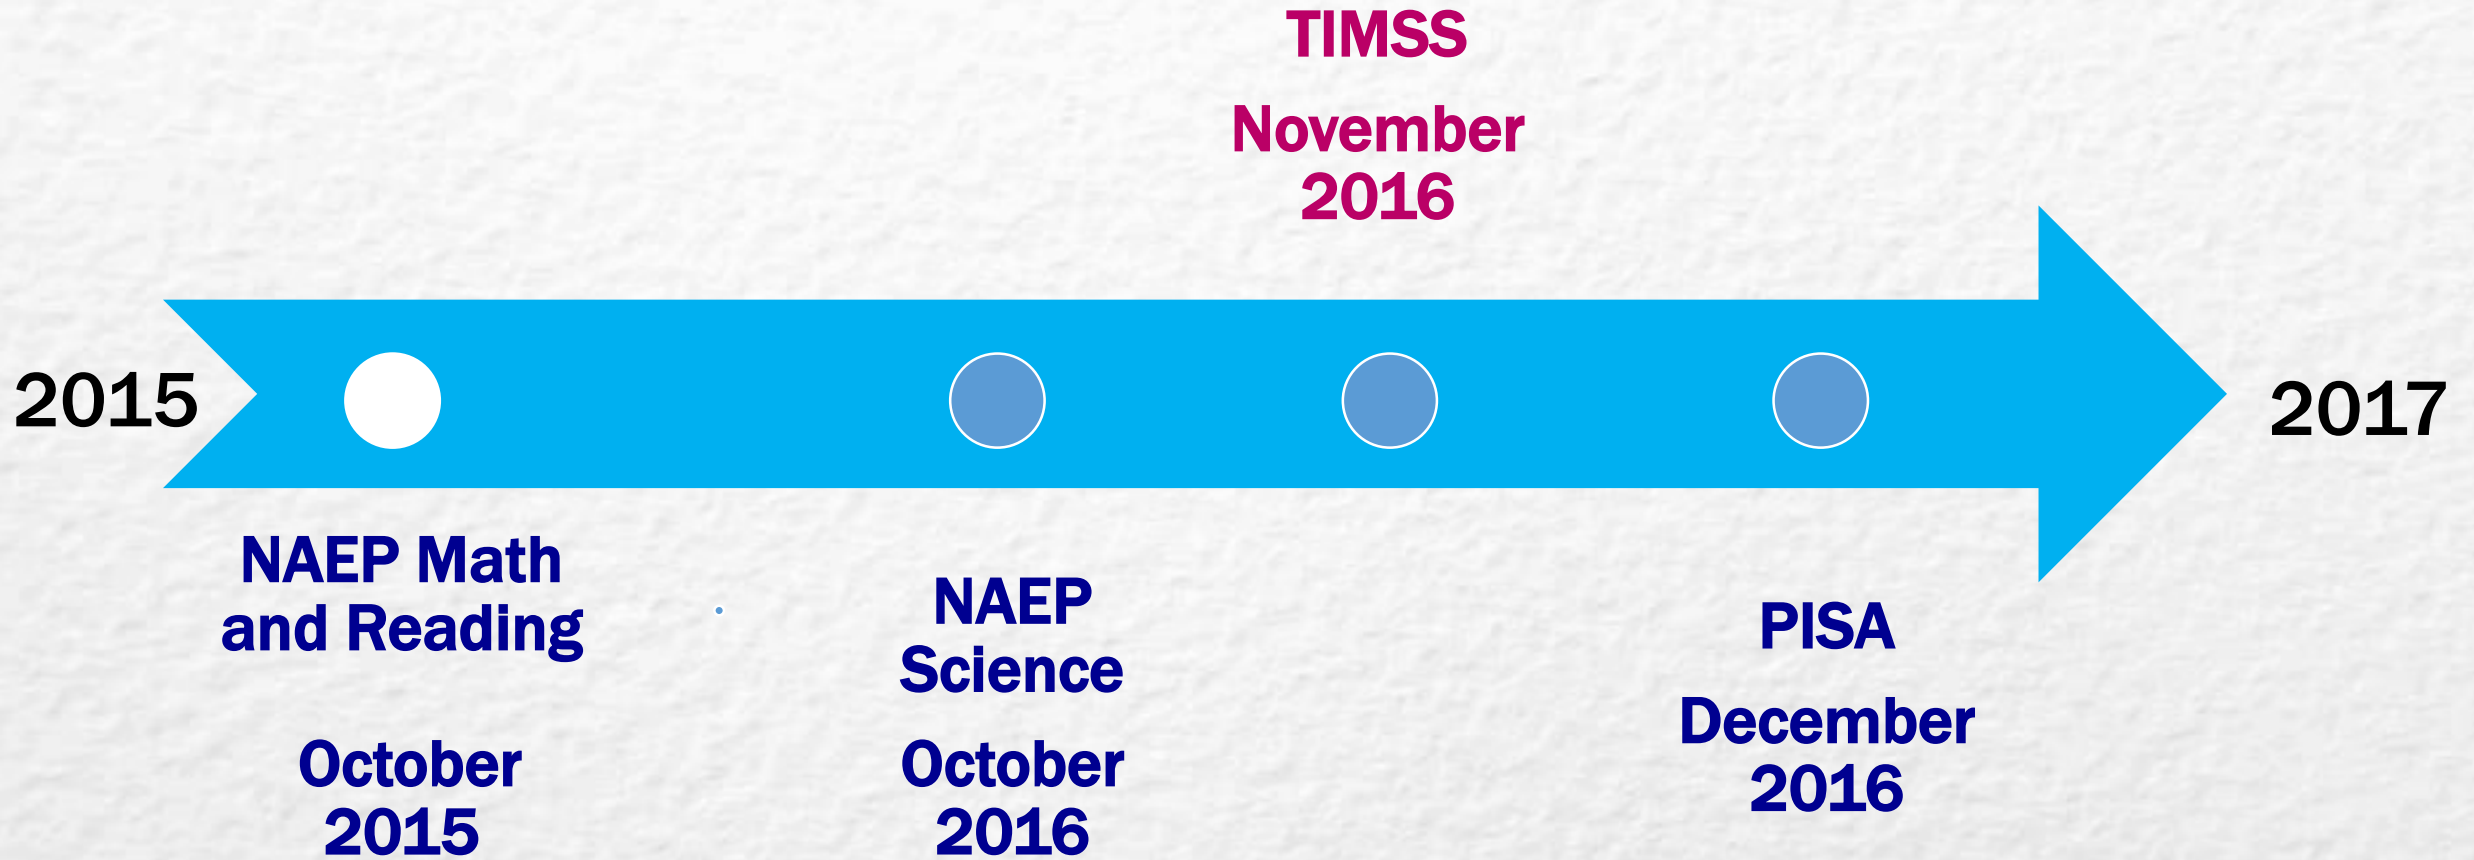 TIMSS
November
2016
2015
2017
NAEP Math
and Reading
October
2015
NAEP
Science
October
2016
PISA
December
2016